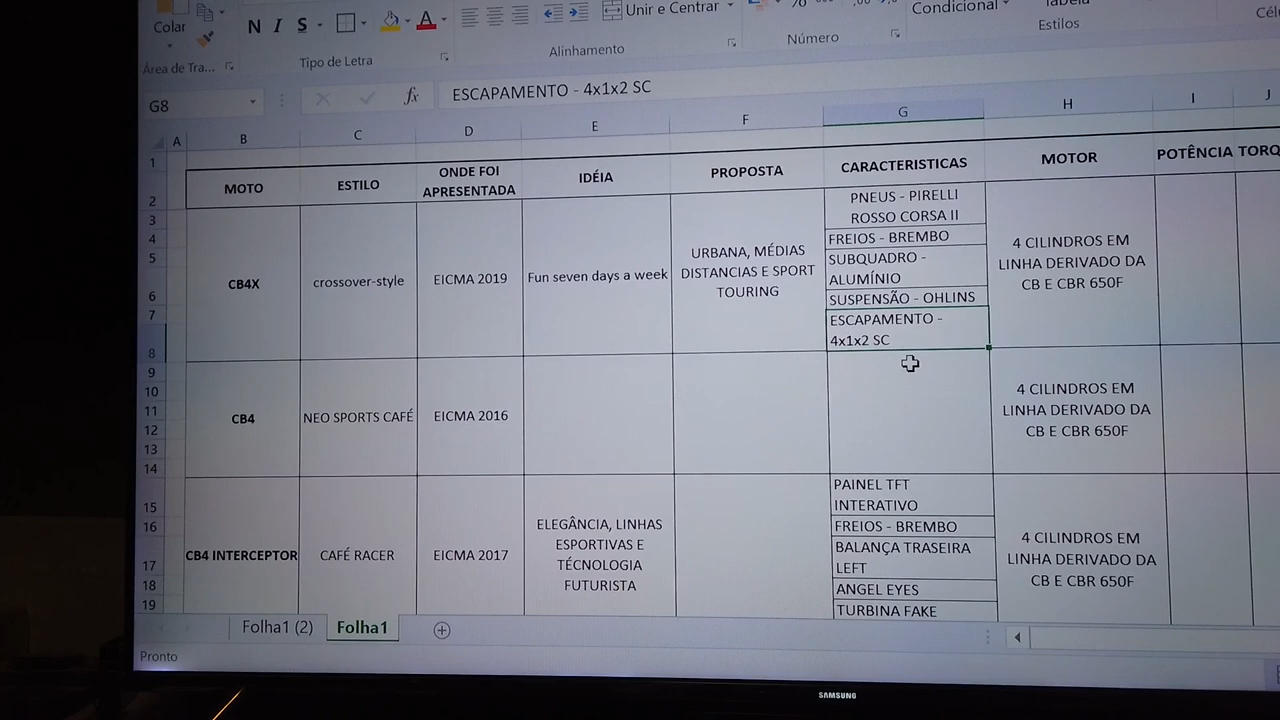 Colar
N I S
A
Unir e Centrar
Condicional
Área de Tra...
Tipo de Letra
Alinhamento
Número
Estilos
G8
fx
ESCAPAMENTO - 4x1x2 SC
A B C D E F G H I J
1
MOTO
ESTILO
ONDE FOI
APRESENTADA
IDÉIA
PROPOSTA
CARACTERISTICAS
MOTOR
POTÊNCIA
TORQ
2
3
4
5
6
7
8
CB4X
crossover-style
EICMA 2019
Fun seven days a week
URBANA, MÉDIAS
DISTANCIAS E SPORT
TOURING
PNEUS - PIRELLI
ROSSO CORSA II
FREIOS - BREMBO
SUBQUADRO -
ALUMÍNIO
SUSPENSÃO - OHLINS
ESCAPAMENTO -
4x1x2 SC
4 CILINDROS EM
LINHA DERIVADO DA
CB E CBR 650F
9
10
11
12
13
14
CB4
NEO SPORTS CAFÉ
EICMA 2016
4 CILINDROS EM
LINHA DERIVADO DA
CB E CBR 650F
15
16
17
18
19
CB4 INTERCEPTOR
CAFÉ RACER
EICMA 2017
ELEGÂNCIA, LINHAS
ESPORTIVAS E
TÉCNOLOGIA
FUTURISTA
PAINEL TFT
INTERATIVO
FREIOS - BREMBO
BALANÇA TRASEIRA
LEFT
ANGEL EYES
TURBINA FAKE
4 CILINDROS EM
LINHA DERIVADO DA
CB E CBR 650F
Folha1 (2)
Folha1
Pronto
SAMSUNG